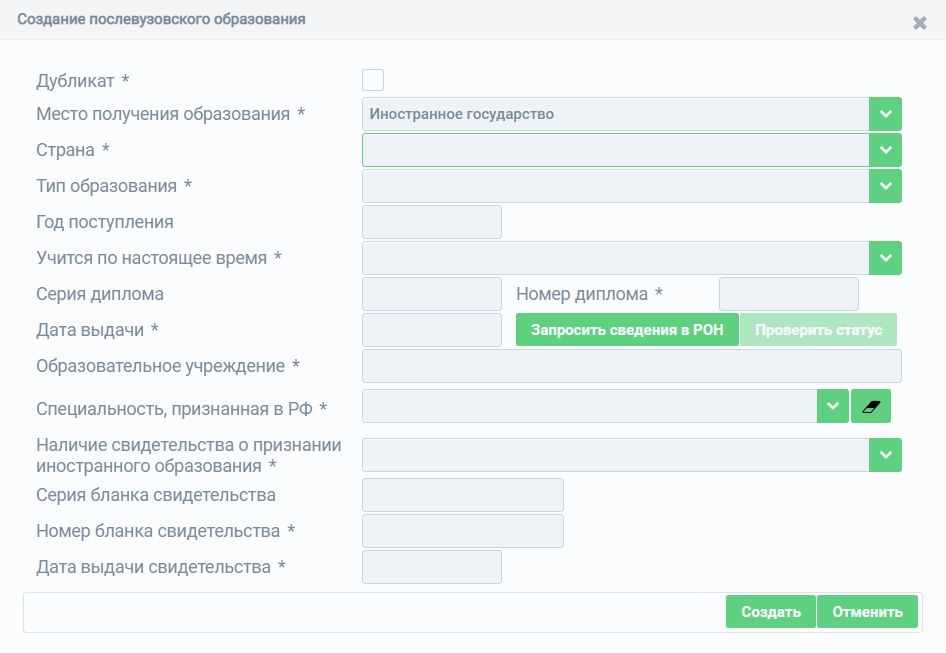 Создание послевузовского образования
Дубликат *
Место получения образования * Иностранное государство
Страна *
Тип образования *
Год поступления
Учится по настоящее время *
Серия диплома Номер диплома *
Дата выдачи * Запросить сведения в РОН Проверить статус
Образовательное учреждение *
Специальность, признанная в РФ *
Наличие свидетельства о признании
иностранного образования *
Серия бланка свидетельства
Номер бланка свидетельства *
Дата выдачи свидетельства *
Создать Отменить